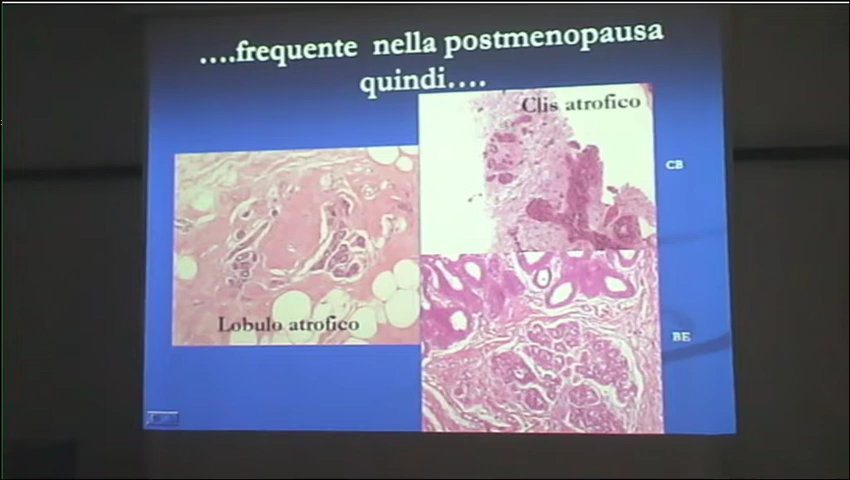 ....frequente nella postmenopausa
quindi....
Clis atrofico
CB
Lobulo atrofico
BE